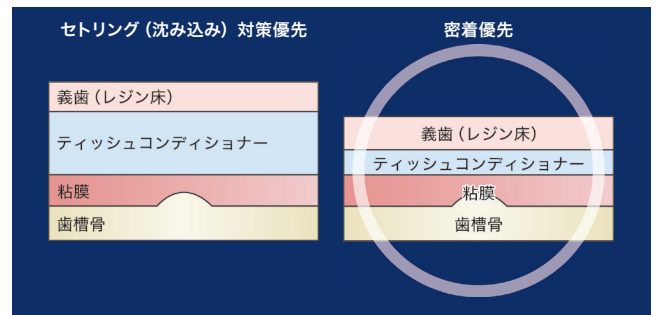 セトリング（沈み込み）対策優先
義歯（レジン床）
ティッシュコンディショナー
粘膜
歯槽骨
密着優先
義歯（レジン床）
ティッシュコンディショナー
粘膜
歯槽骨